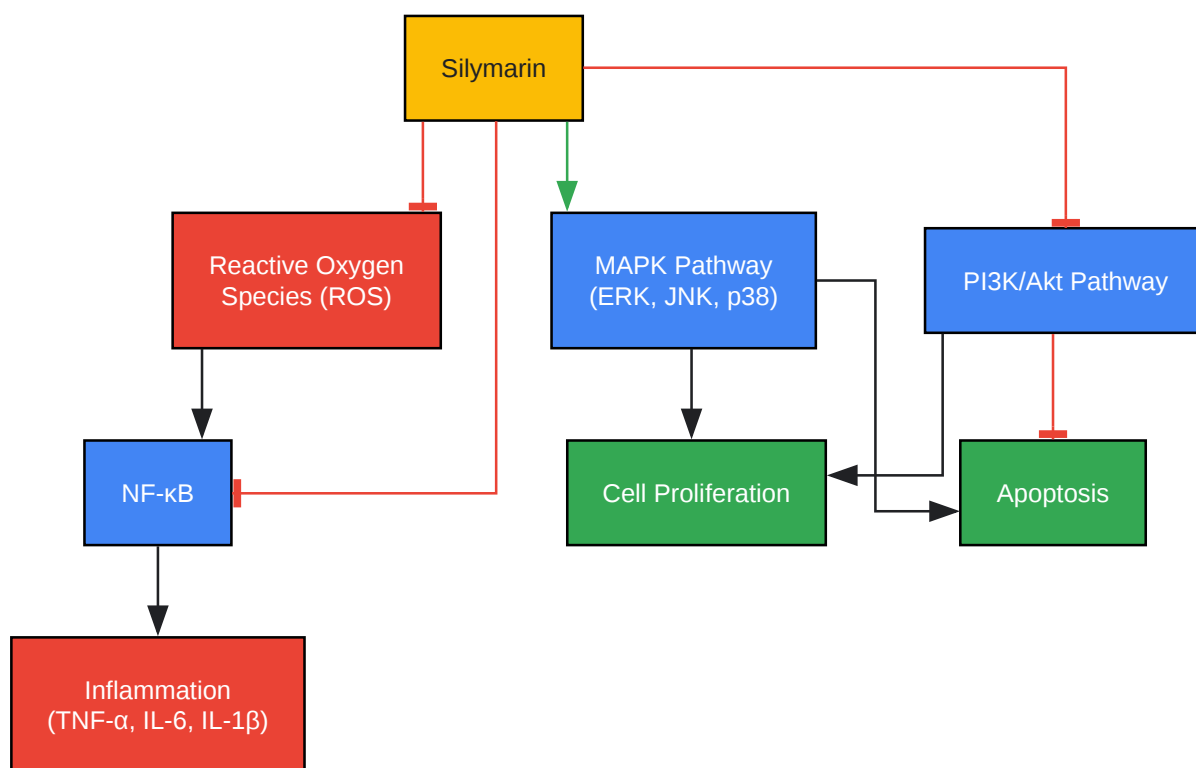 Silymarin
Reactive Oxygen
Species (ROS)
MAPK Pathway
(ERK, JNK, p38)
PI3K/Akt Pathway
NF-κB
Cell Proliferation
Apoptosis
Inflammation
(TNF-α, IL-6, IL-1β)